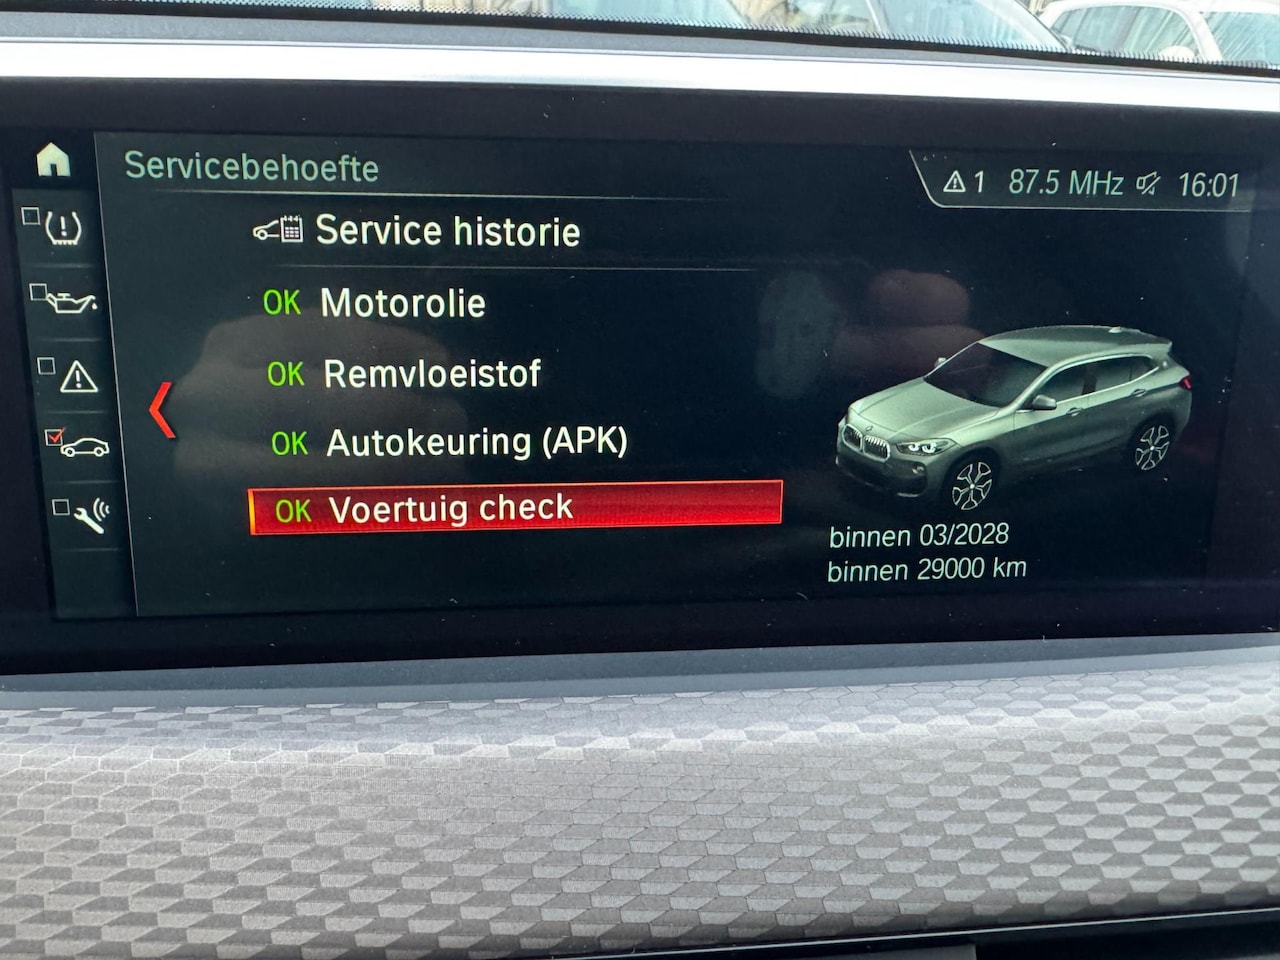 Servicebehoefte
1 87.5 MHz 16:01
Service historie
OK Motorolie
OK Remvloeistof
OK Autokeuring (APK)
OK Voertuig check
binnen 03/2028
binnen 29000 km